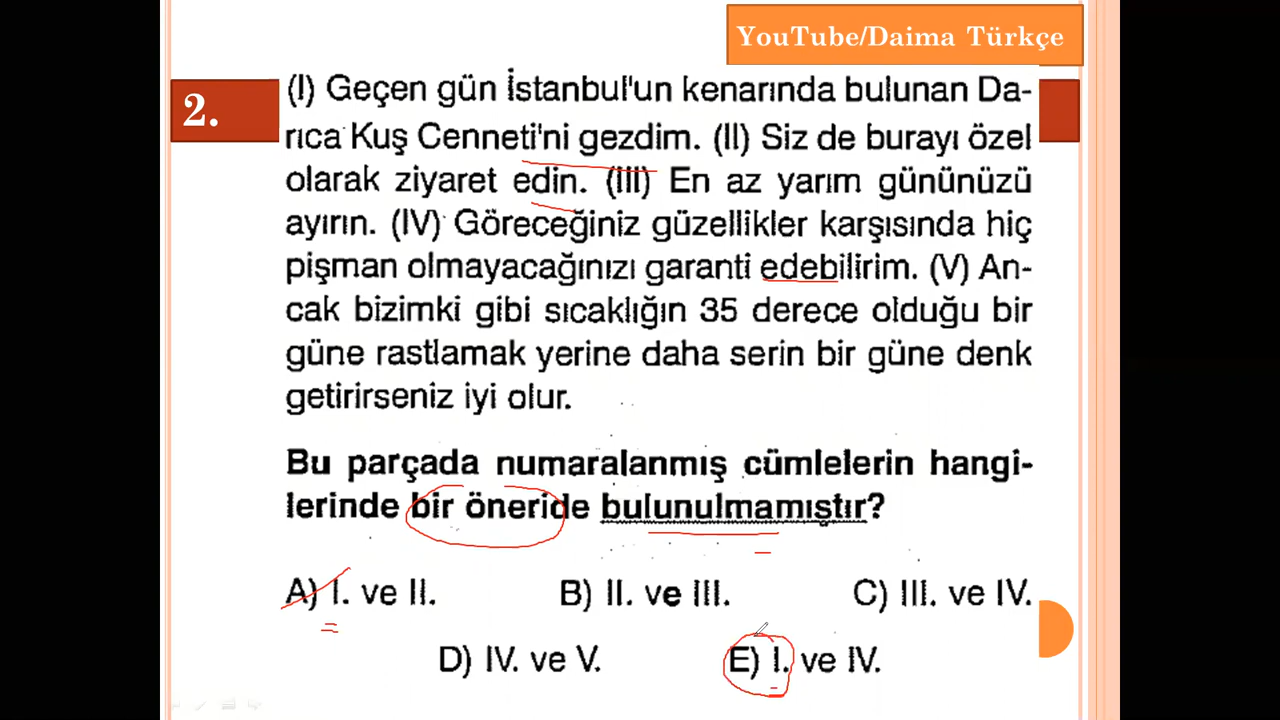 YouTube/Daima Türkçe
2.
(I) Geçen gün İstanbul'un kenarında bulunan Da-
rıca Kuş Cenneti'ni gezdim. (II) Siz de burayı özel
olarak ziyaret edin. (III) En az yarım gününüzü
ayırın. (IV) Göreceğiniz güzellikler karşısında hiç
pişman olmayacağınızı garanti edebilirim. (V) An-
cak bizimki gibi sıcaklığın 35 derece olduğu bir
güne rastlamak yerine daha serin bir güne denk
getirirseniz iyi olur.
Bu parçada numaralanmış cümlelerin hangi-
lerinde bir öneride bulunulmamıştır?
A) I. ve II. B) II. ve III. C) III. ve IV.
D) IV. ve V. E) I. ve IV.